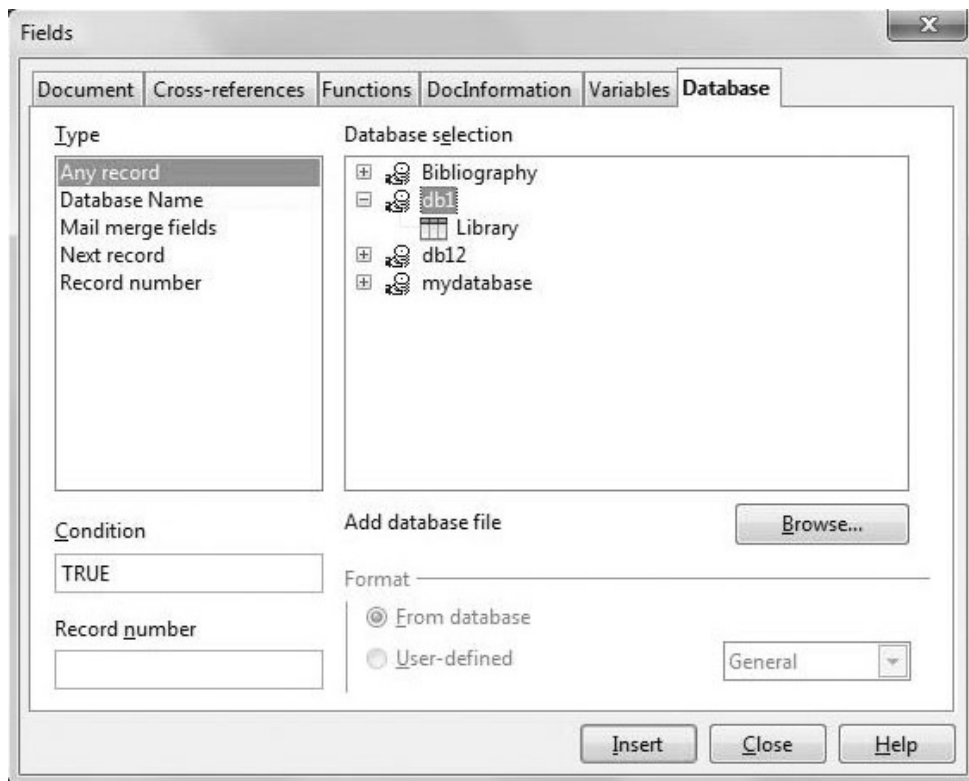 Fields
Document Cross-references Functions DocInformation Variables Database
Type
Any record
Database Name
Mail merge fields
Next record
Record number
Database selection
Bibliography
db1
Library
db12
mydatabase
Condition
TRUE
Record number
Add database file
Browse...
Format
From database
User-defined
General
Insert Close Help